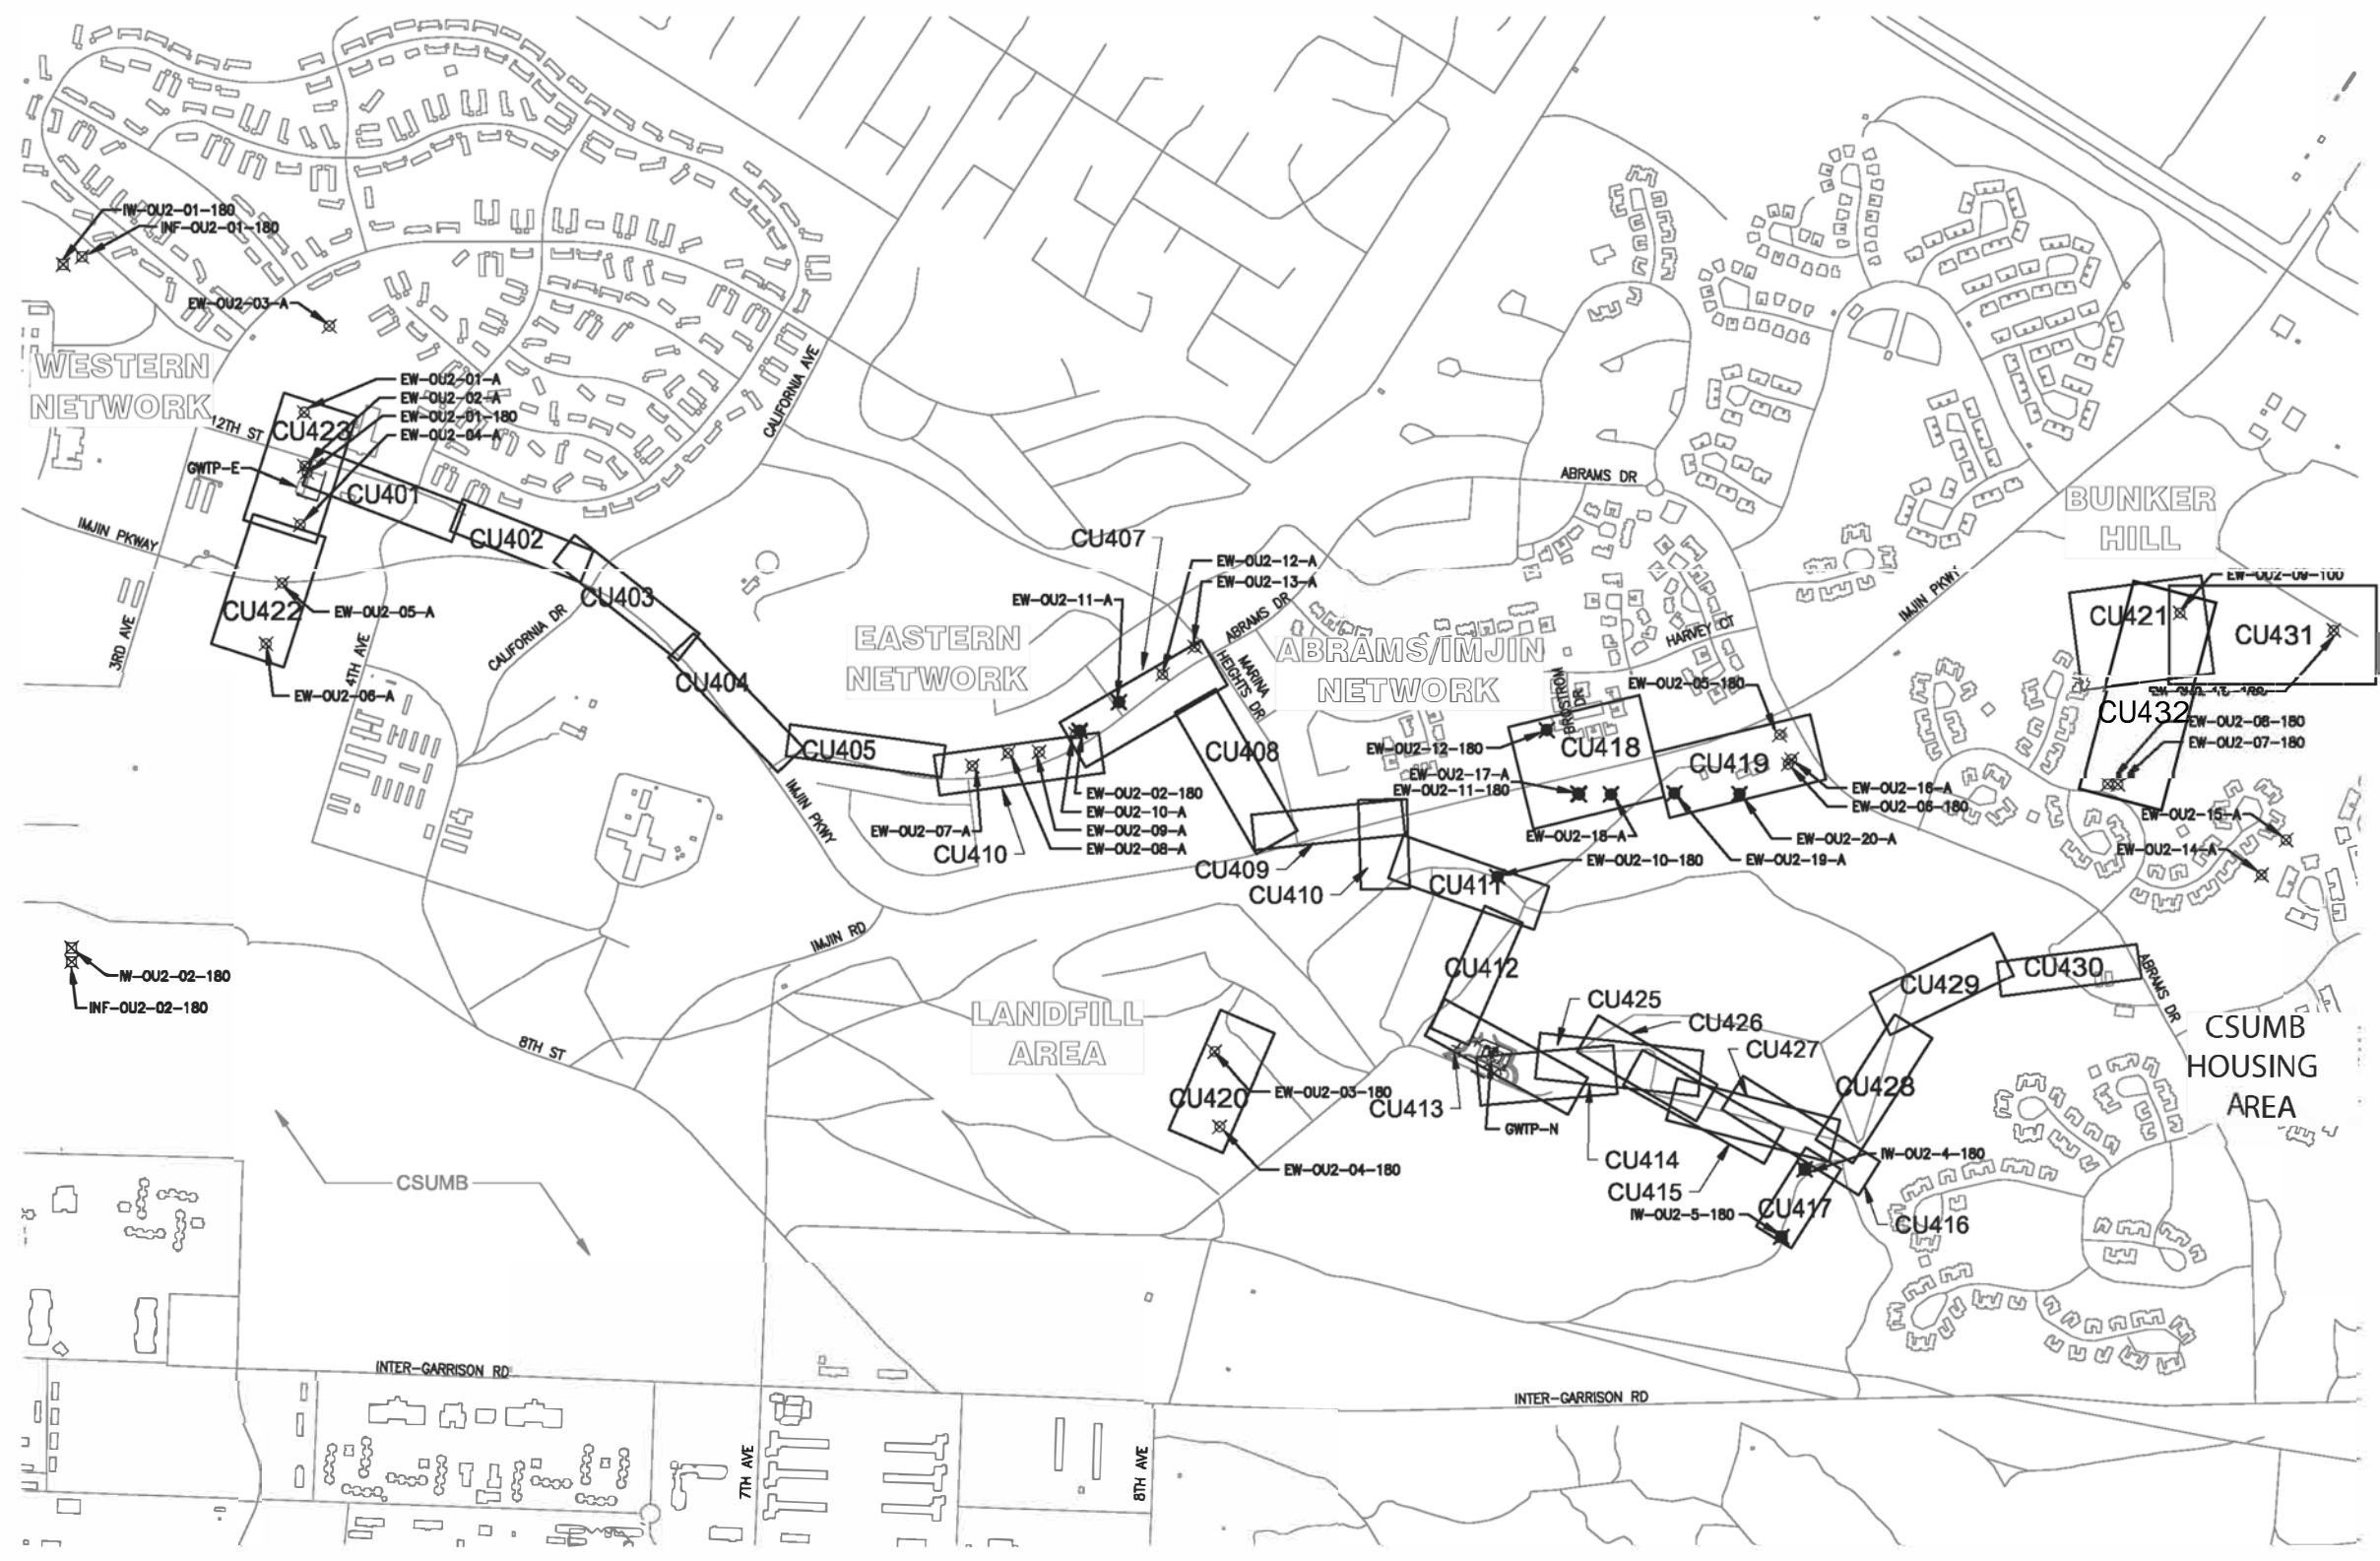 IW-OU2-01-180
INF-OU2-01-180
EW-OU2-03-A
WESTERN
NETWORK
12TH ST
EW-OU2-01-A
EW-OU2-02-A
EW-OU2-01-180
EW-OU2-04-A
CU423
GWTP-E
CU401
CU402
CALIFORNIA AVE
IMJIN PKWAY
CU422
EW-OU2-05-A
3RD AVE
4TH AVE
EW-OU2-06-A
CALIFORNIA DR
CU403
CU404
CU405
IMJIN PKWY
EASTERN
NETWORK
CU407
EW-OU2-12-A
EW-OU2-13-A
EW-OU2-11-A
ABRAMS DR
MARINA
HEIGHTS DR
EW-OU2-07-A
CU410
EW-OU2-02-180
EW-OU2-10-A
EW-OU2-09-A
EW-OU2-08-A
CU408
CU409
CU410
ABRAMS/IMJIN
NETWORK
ABRAMS DR
HARVEY CT
IMJIN PKWY
BROSTROM
DR
EW-OU2-05-180
EW-OU2-12-180
CU418
CU419
EW-OU2-17-A
EW-OU2-11-180
EW-OU2-18-A
EW-OU2-16-A
EW-OU2-06-180
EW-OU2-20-A
EW-OU2-19-A
EW-OU2-10-180
CU411
BUNKER
HILL
CU421
CU431
CU432
EW-OU2-08-180
EW-OU2-07-180
EW-OU2-15-A
EW-OU2-14-A
IW-OU2-02-180
INF-OU2-02-180
8TH ST
IMJIN RD
LANDFILL
AREA
CU412
CU425
CU426
CU427
CU429
CU430
ABRAMS DR
CSUMB
HOUSING
AREA
CU428
CU420
EW-OU2-03-180
EW-OU2-04-180
CU413
GWTP-N
CU414
CU415
IW-OU2-4-180
IW-OU2-5-180
CU417
CU416
CSUMB
INTER-GARRISON RD
INTER-GARRISON RD
7TH AVE
8TH AVE